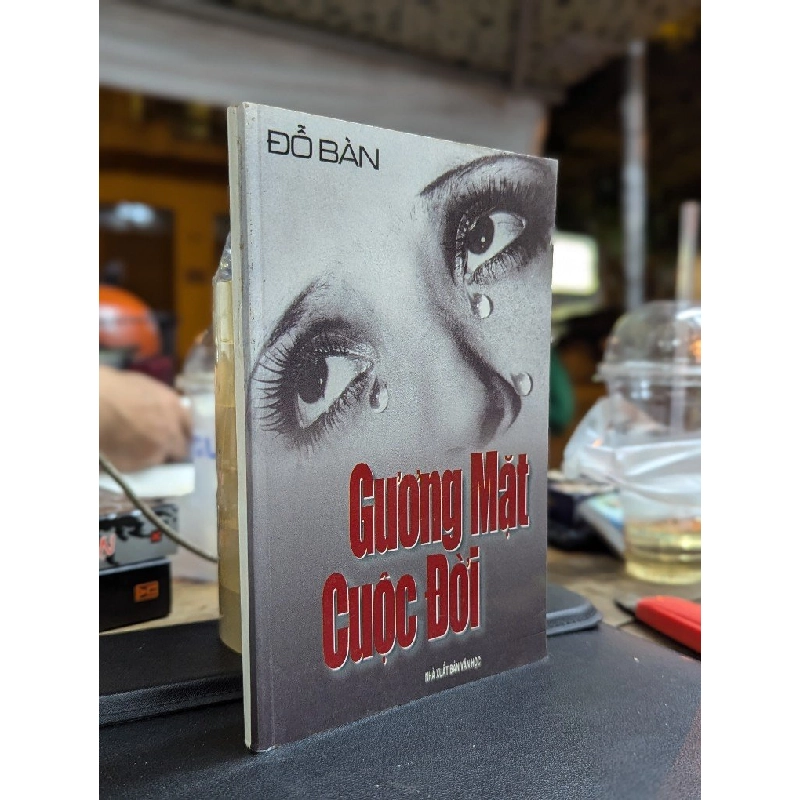 ĐỖ BÀN
Gương Mặt
Cuộc Đời
NHÀ XUẤT BẢN VĂN HỌC